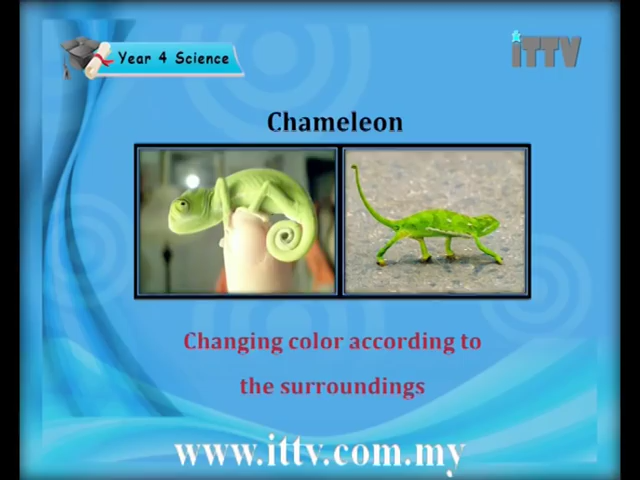 Year 4 Science
iTTV
Chameleon
Changing color according to
the surroundings
www.ittv.com.my